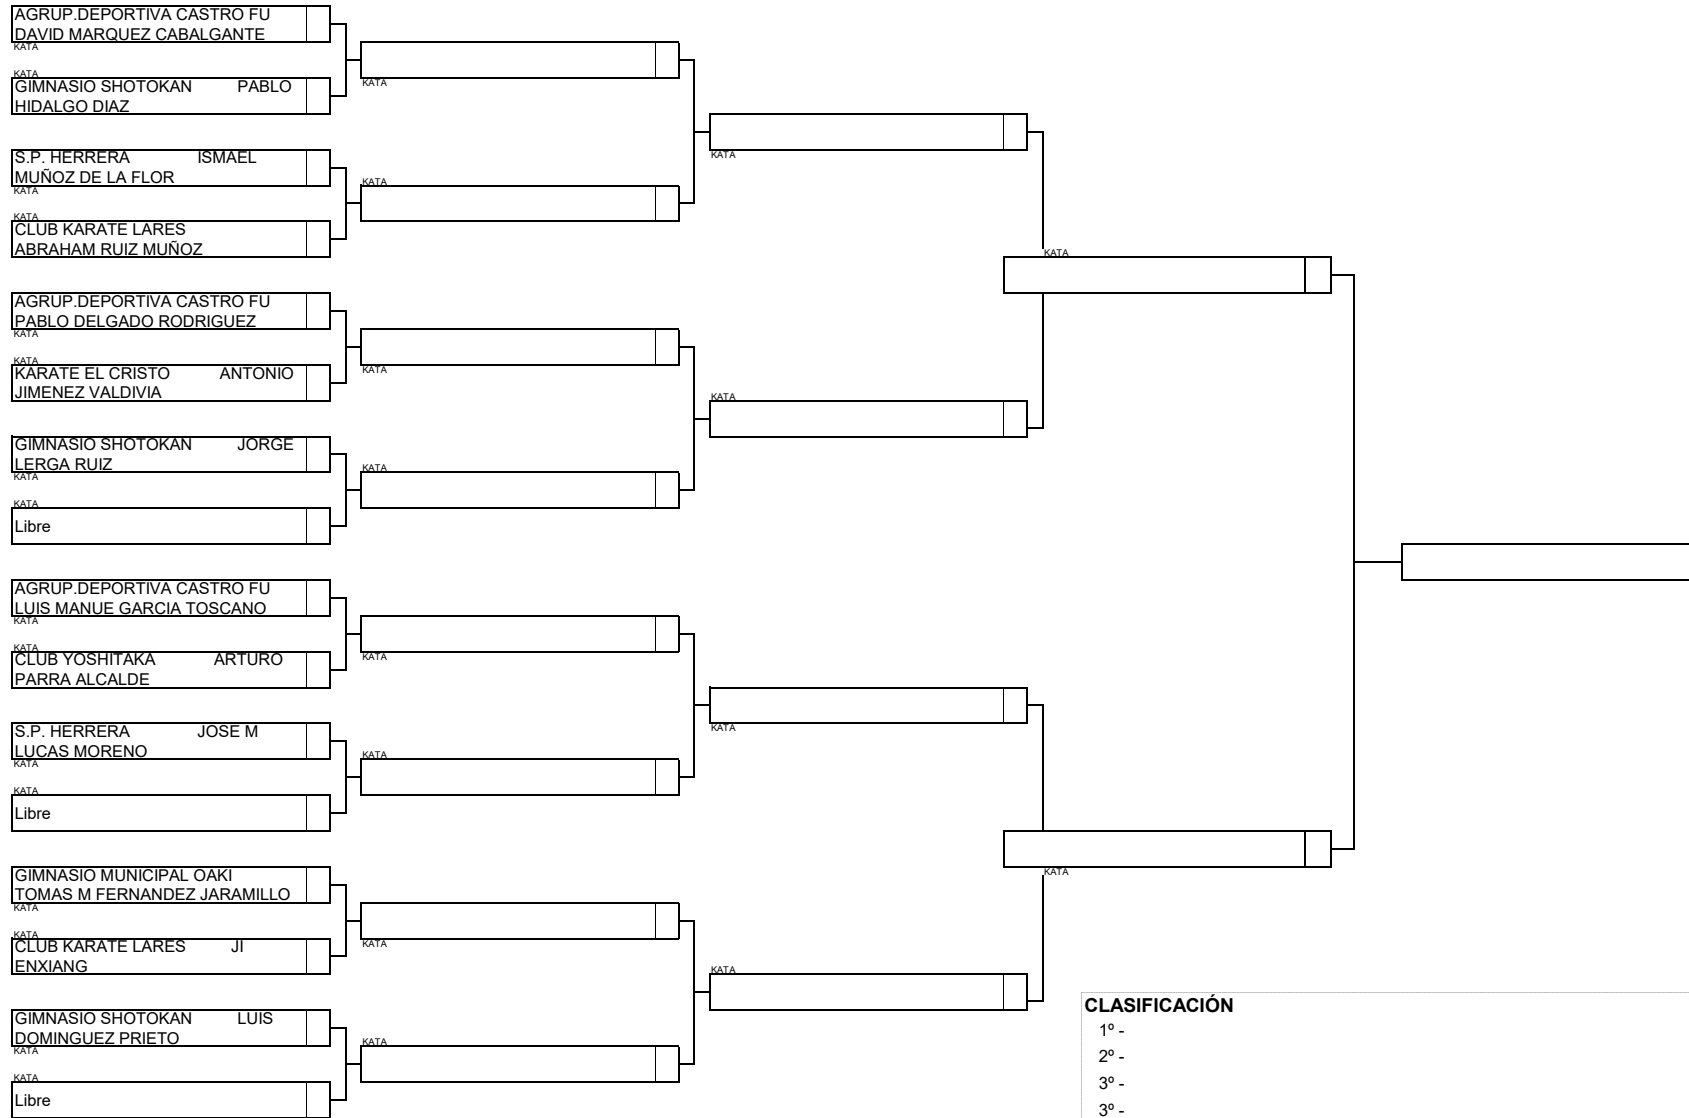 AGRUP.DEPORTIVA CASTRO FU
DAVID MARQUEZ CABALGANTE
KATA
KATA
GIMNASIO SHOTOKAN PABLO
HIDALGO DIAZ
S.P. HERRERA ISMAEL
MUÑOZ DE LA FLOR
KATA
KATA
CLUB KARATE LARES
ABRAHAM RUIZ MUÑOZ
AGRUP.DEPORTIVA CASTRO FU
PABLO DELGADO RODRIGUEZ
KATA
KATA
KARATE EL CRISTO ANTONIO
JIMENEZ VALDIVIA
GIMNASIO SHOTOKAN JORGE
LERGA RUIZ
KATA
KATA
Libre
AGRUP.DEPORTIVA CASTRO FU
LUIS MANUE GARCIA TOSCANO
KATA
KATA
CLUB YOSHITAKA ARTURO
PARRA ALCALDE
S.P. HERRERA JOSE M
LUCAS MORENO
KATA
KATA
Libre
GIMNASIO MUNICIPAL OAKI
TOMAS M FERNANDEZ JARAMILLO
KATA
KATA
CLUB KARATE LARES JI
ENXIANG
GIMNASIO SHOTOKAN LUIS
DOMINGUEZ PRIETO
KATA
KATA
Libre
KATA
KATA
KATA
KATA
KATA
KATA
KATA
KATA
KATA
KATA
KATA
KATA
KATA
KATA
CLASIFICACIÓN
1º -
2º -
3º -
3º -